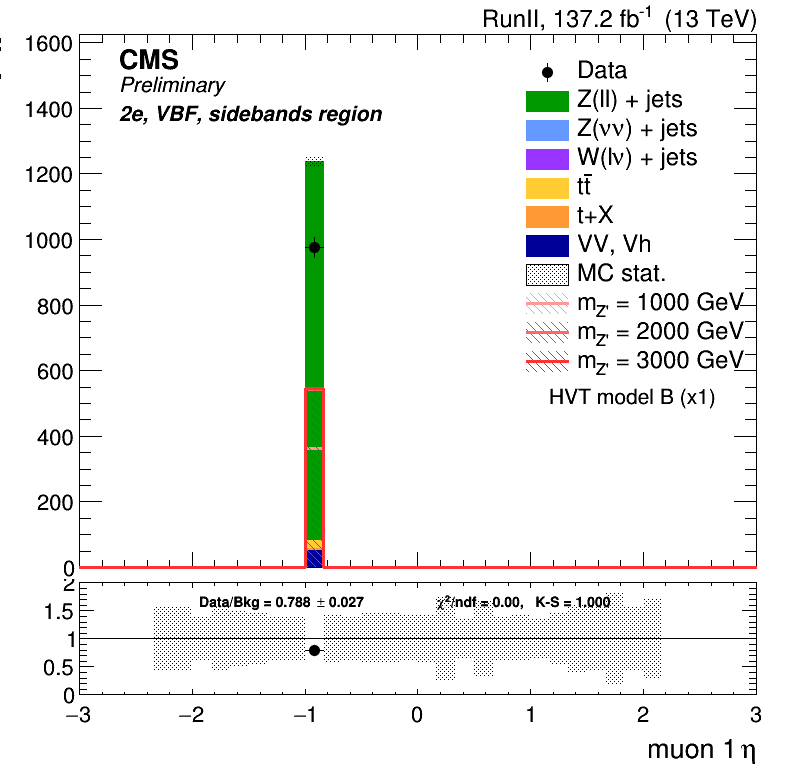 RunII, 137.2 fb⁻¹ (13 TeV)
CMS
Preliminary
2e, VBF, sidebands region
Data
Z(ll) + jets
Z(νν) + jets
W(lν) + jets
tt̄
t+X
VV, Vh
MC stat.
m_Z' = 1000 GeV
m_Z' = 2000 GeV
m_Z' = 3000 GeV
HVT model B (x1)
1600
1400
1200
1000
800
600
400
200
0
Data/Bkg = 0.788 ± 0.027
χ²/ndf = 0.00, K-S = 1.000
2
1.5
1
0.5
0
−3 −2 −1 0 1 2 3
muon 1 η